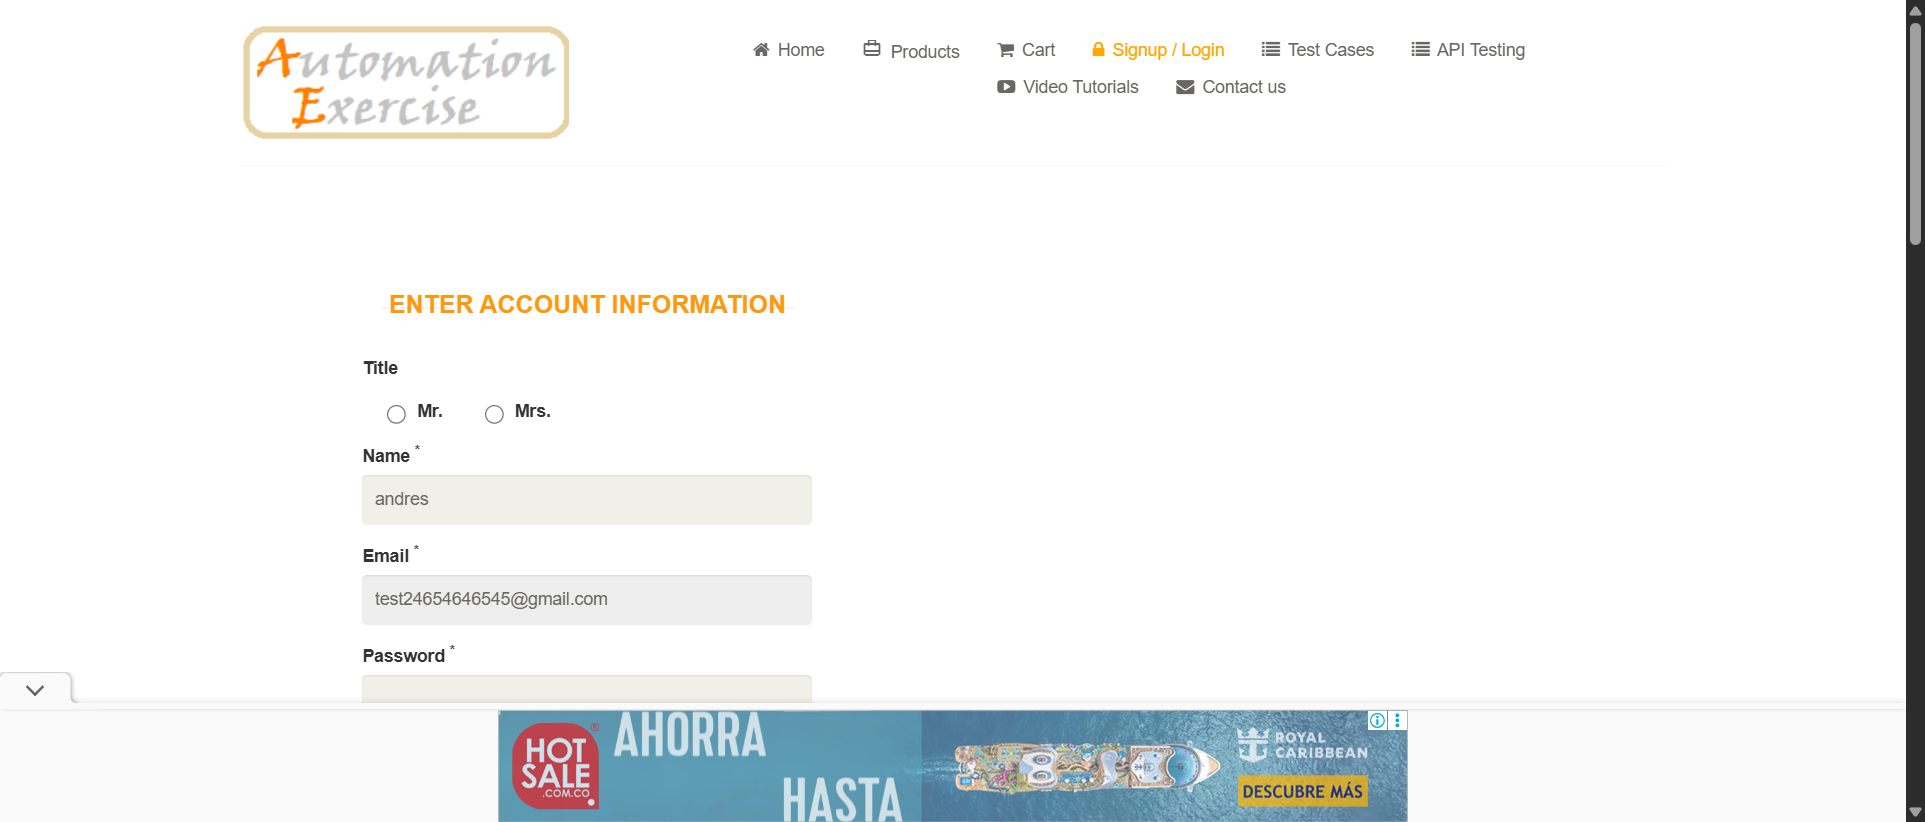 Automation
Exercise
Home
Products
Cart
Signup / Login
Test Cases
API Testing
Video Tutorials
Contact us
ENTER ACCOUNT INFORMATION
Title
Mr.
Mrs.
Name *
andres
Email *
test24654646545@gmail.com
Password *
HOT
SALE
.COM.CO
®
AHORRA
HASTA
ROYAL
CARIBBEAN
DESCUBRE MÁS